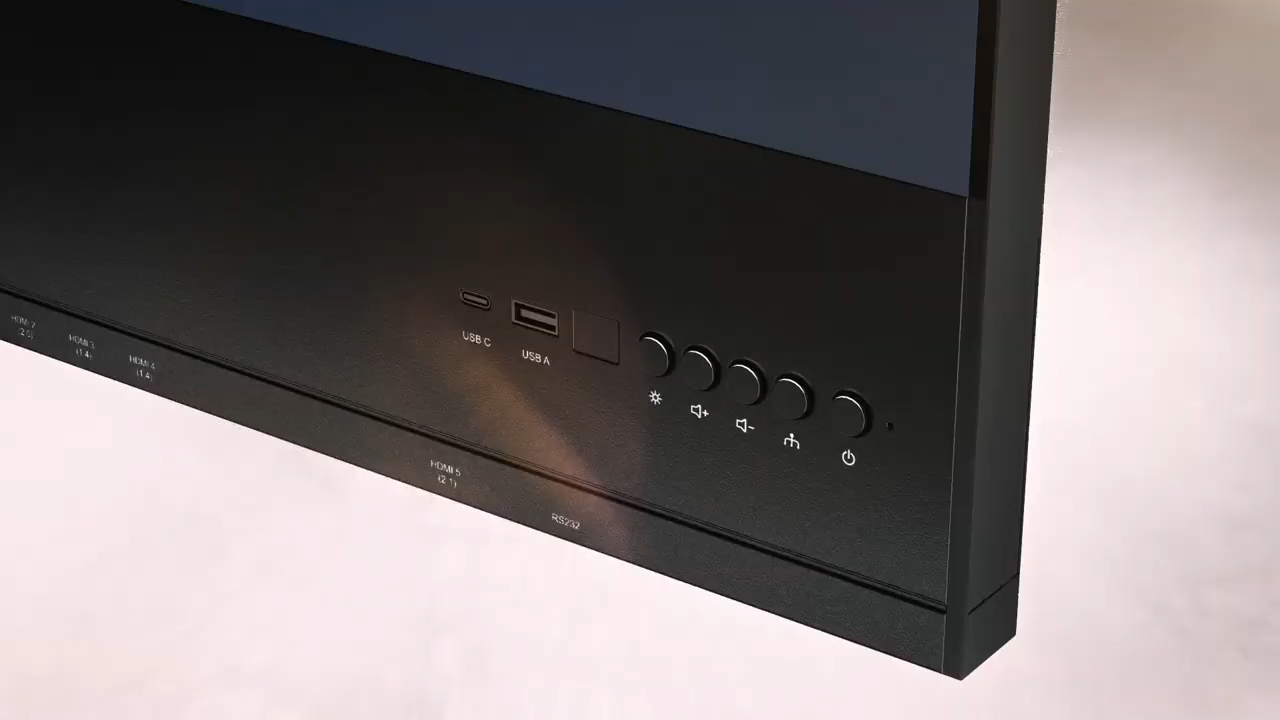 USB C
USB A
HDMI 2
(2.0)
HDMI 3
(1.4)
HDMI 4
(1.4)
HDMI 5
(2.1)
RS232